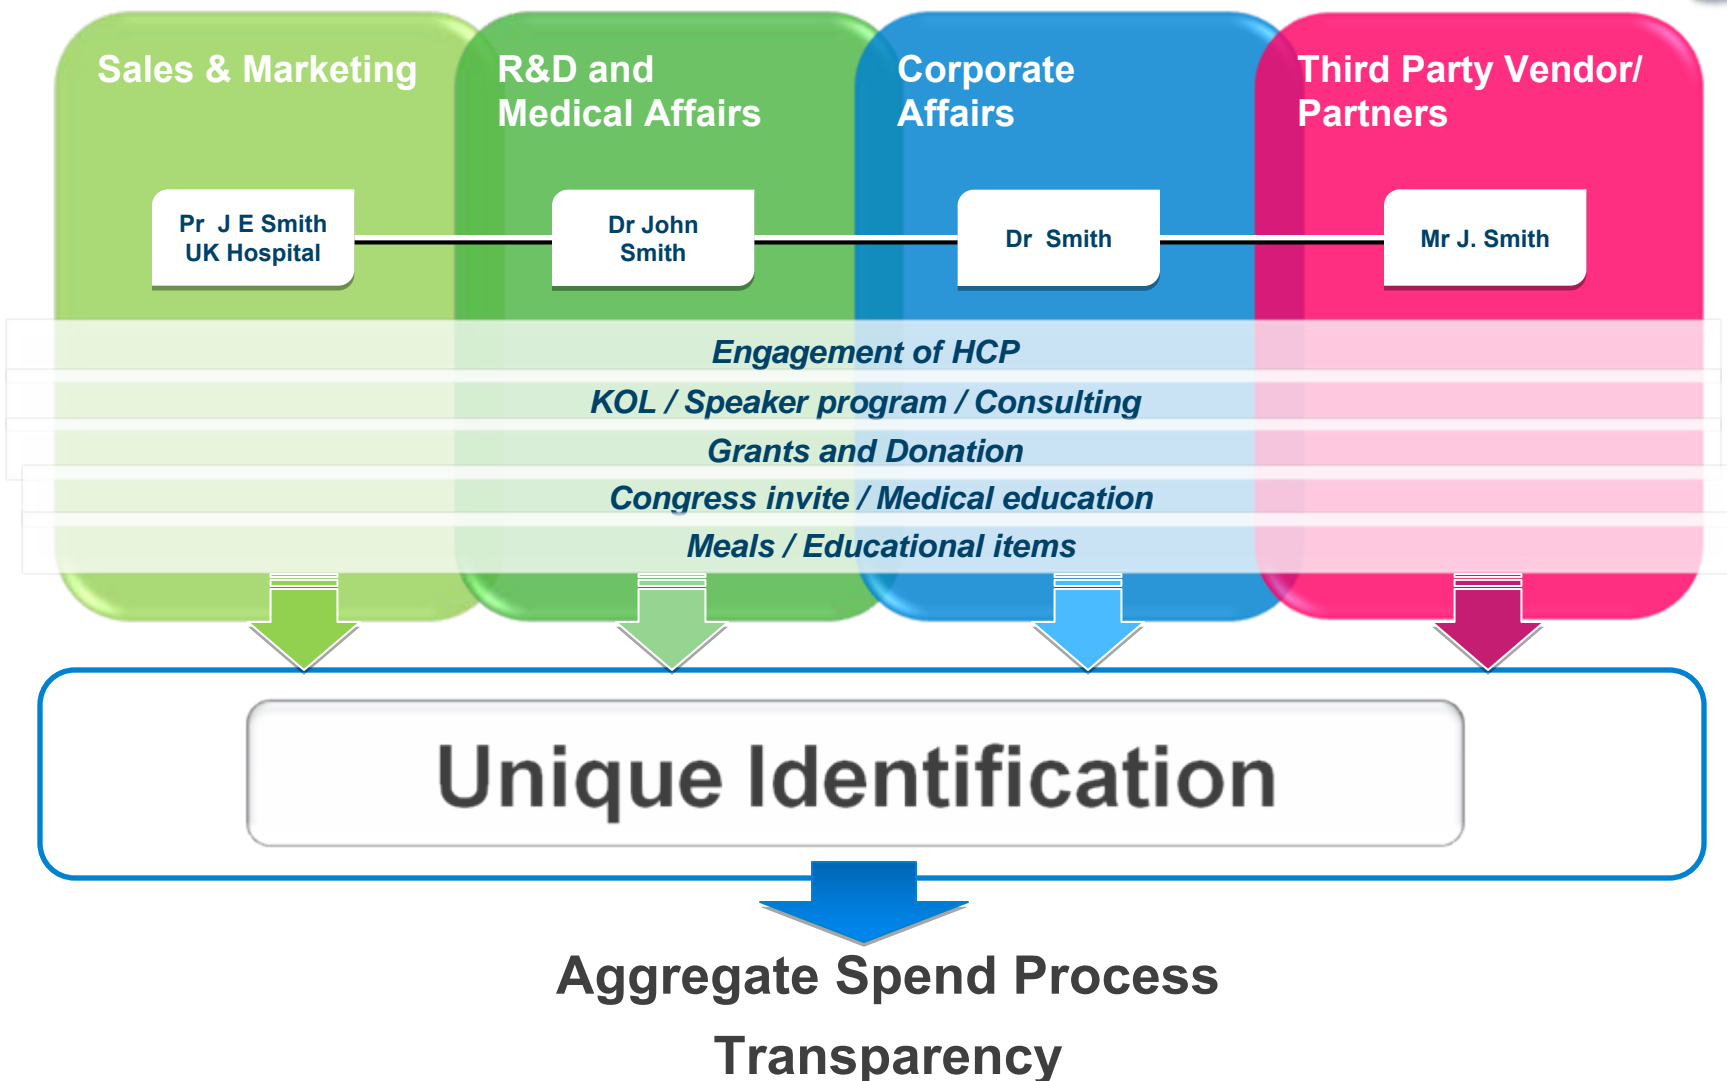 Sales & Marketing
R&D and
Medical Affairs
Corporate
Affairs
Third Party Vendor/
Partners
Pr J E Smith
UK Hospital
Dr John
Smith
Dr Smith
Mr J. Smith
Engagement of HCP
KOL / Speaker program / Consulting
Grants and Donation
Congress invite / Medical education
Meals / Educational items
Unique Identification
Aggregate Spend Process
Transparency